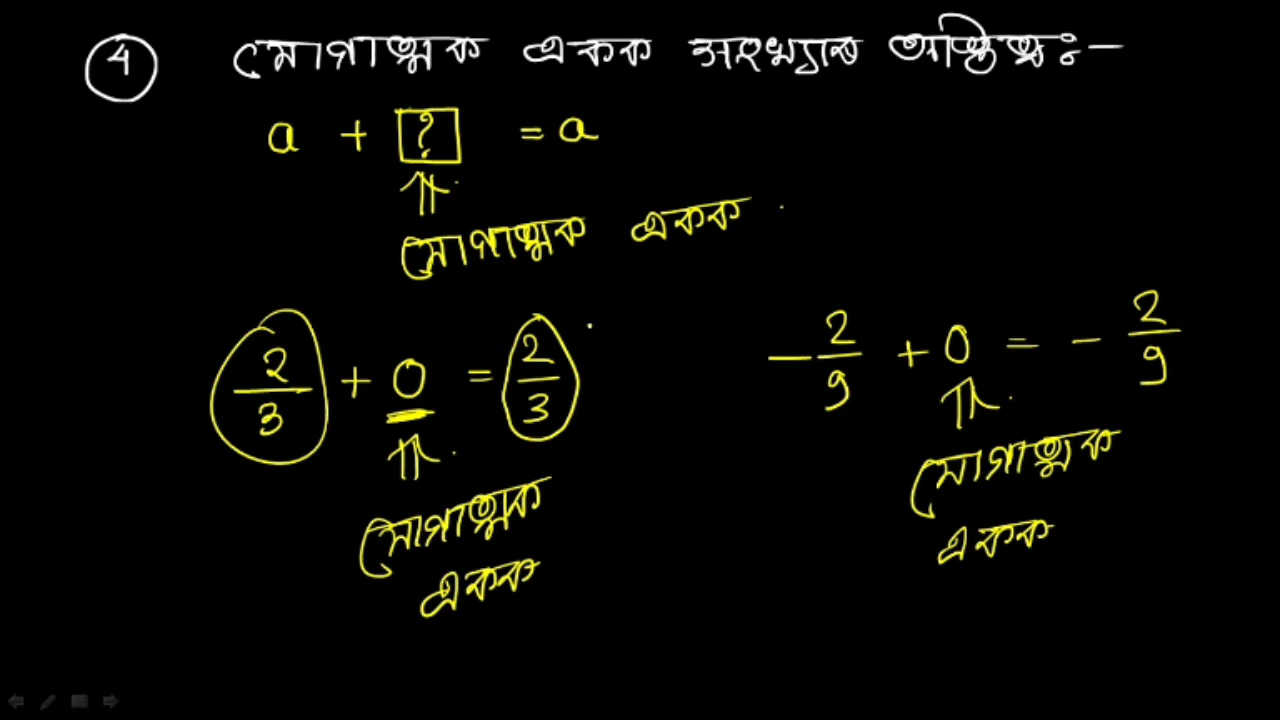 4 যোগাত্মক একক সংখ্যাৰ অস্তিত্ব ঃ-
a + ? = a
যোগাত্মক একক
2/3 + 0 = 2/3
যোগাত্মক
একক
-2/9 + 0 = -2/9
যোগাত্মক
একক